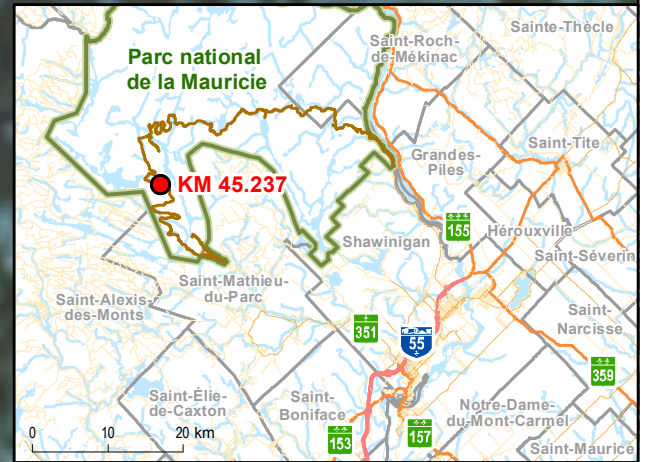 Sainte-Thècle
Saint-Roch-
de-Mékinac
Parc national
de la Mauricie
Saint-Tite
Grandes-
Piles
KM 45.237
155
Hérouxville
Shawinigan
Saint-Séverin
Saint-Mathieu-
du-Parc
Saint-Alexis-
des-Monts
Saint-
Narcisse
351
55
359
Saint-Élie-
de-Caxton
Saint-
Boniface
Notre-Dame-
du-Mont-Carmel
0 10 20 km
153
157
Saint-Maurice